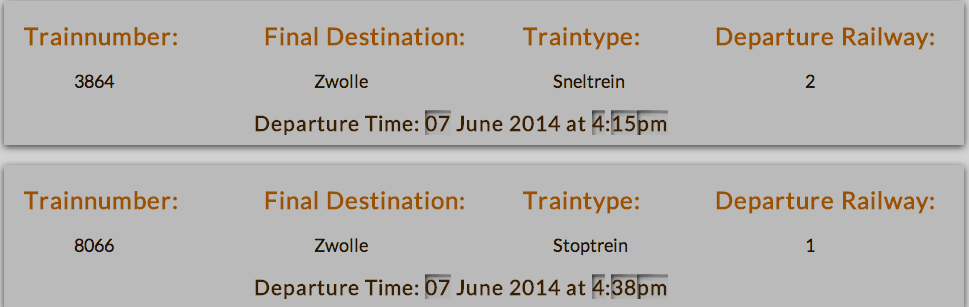 Trainnumber: Final Destination: Traintype: Departure Railway:
3864 Zwolle Sneltrein 2
Departure Time: 07 June 2014 at 4:15pm
Trainnumber: Final Destination: Traintype: Departure Railway:
8066 Zwolle Stoptrein 1
Departure Time: 07 June 2014 at 4:38pm